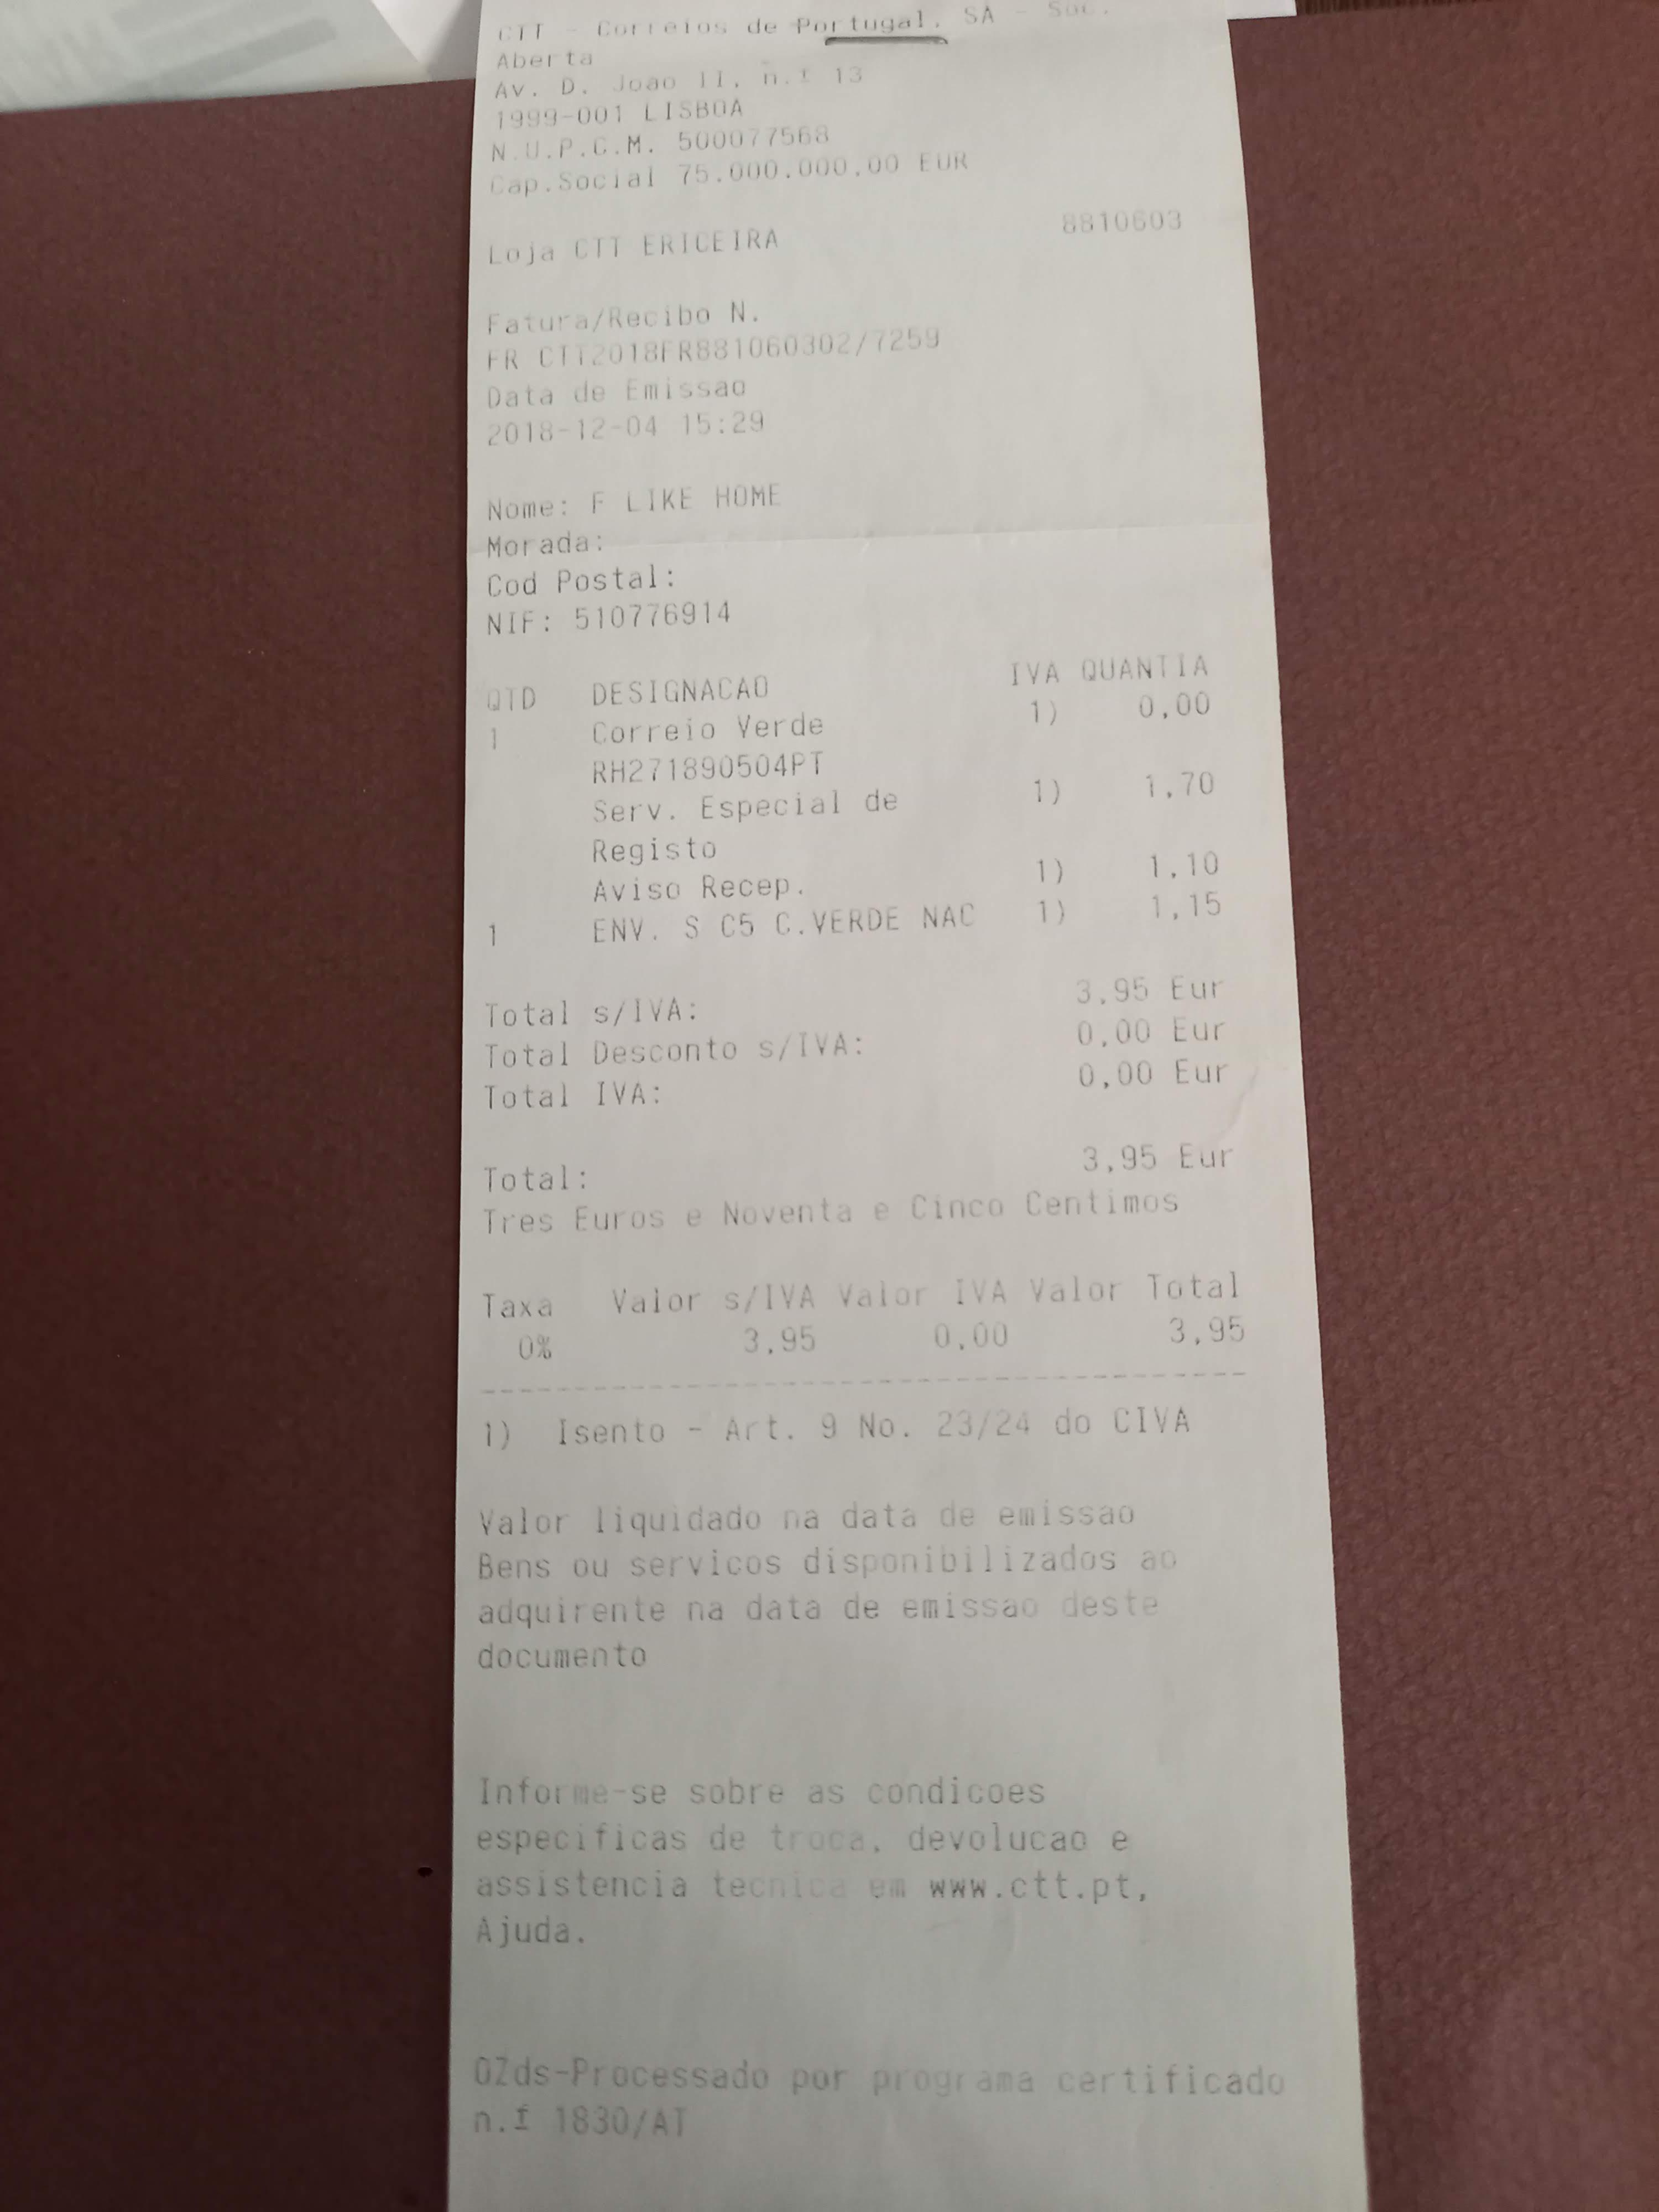 CTT - Correios de Portugal, SA - Soc.
Aberta
Av. D. Joao II, n.£ 13
1999-001 LISBOA
N.U.P.C.M. 500077568
Cap.Social 75.000.000,00 EUR
Loja CTT ERICEIRA 8810603
Fatura/Recibo N.
FR CTT2018FR881060302/7259
Data de Emissao
2018-12-04 15:29
Nome: F LIKE HOME
Morada:
Cod Postal:
NIF: 510776914
QTD DESIGNACAO IVA QUANTIA
1 Correio Verde 1) 0,00
RH271890504PT
Serv. Especial de 1) 1,70
Registo
Aviso Recep. 1) 1,10
1 ENV. S C5 C.VERDE NAC 1) 1,15
Total s/IVA: 3,95 Eur
Total Desconto s/IVA: 0,00 Eur
Total IVA: 0,00 Eur
Total: 3,95 Eur
Tres Euros e Noventa e Cinco Centimos
Taxa Valor s/IVA Valor IVA Valor Total
0% 3,95 0,00 3,95
---------------------------------------
1) Isento - Art. 9 No. 23/24 do CIVA
Valor liquidado na data de emissao
Bens ou servicos disponibilizados ao
adquirente na data de emissao deste
documento
Informe-se sobre as condicoes
especificas de troca, devolucao e
assistencia tecnica em www.ctt.pt,
Ajuda.
OZds-Processado por programa certificado
n.£ 1830/AT